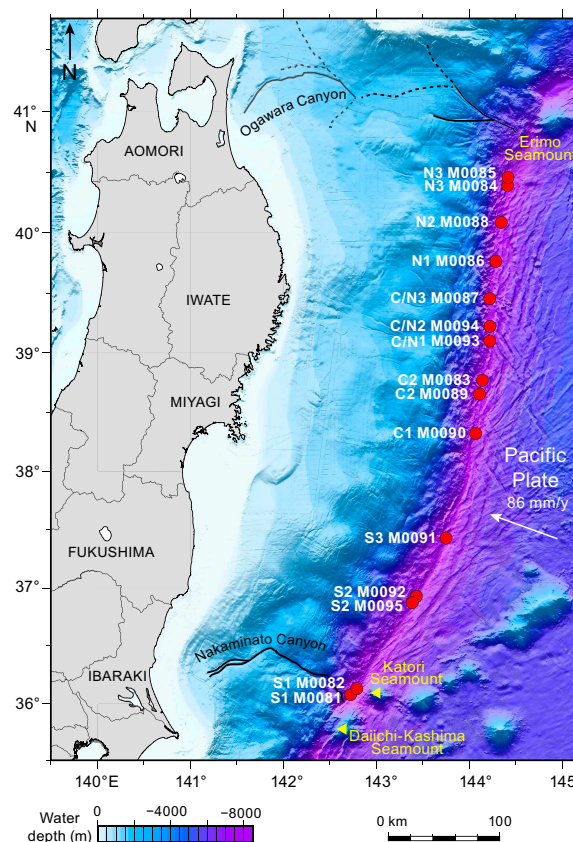 N
41°
N
Ogawara Canyon
AOMORI
Erimo
Seamount
N3 M0085
N3 M0084
N2 M0088
40°
N1 M0086
IWATE
C/N3 M0087
C/N2 M0094
C/N1 M0093
39°
C2 M0083
C2 M0089
MIYAGI
C1 M0090
38°
Pacific
Plate
86 mm/y
S3 M0091
FUKUSHIMA
37°
S2 M0092
S2 M0095
Nakaminato Canyon
Katori
Seamount
IBARAKI
S1 M0082
S1 M0081
36°
Daiichi-Kashima
Seamount
140°E 141° 142° 143° 144° 145
Water
depth (m)
0 −4000 −8000
0 km 100